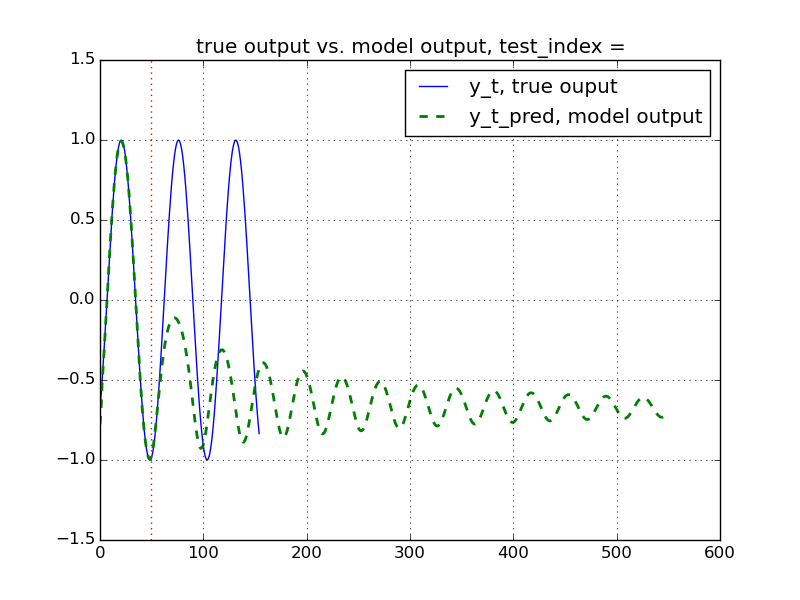 true output vs. model output, test_index =
y_t, true ouput
y_t_pred, model output
1.5
1.0
0.5
0.0
−0.5
−1.0
−1.5
0 100 200 300 400 500 600